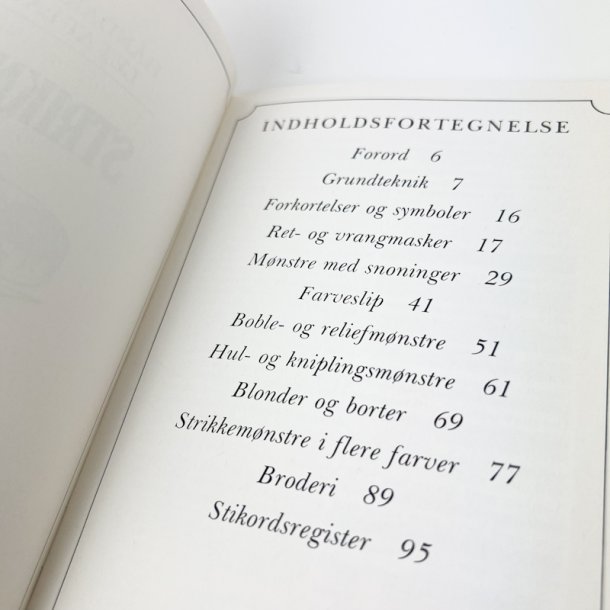 INDHOLDSFORTEGNELSE
Forord 6
Grundteknik 7
Forkortelser og symboler 16
Ret- og vrangmasker 17
Mønstre med snoninger 29
Farveslip 41
Boble- og reliefmønstre 51
Hul- og kniplingsmønstre 61
Blonder og borter 69
Strikkemønstre i flere farver 77
Broderi 89
Stikordsregister 95